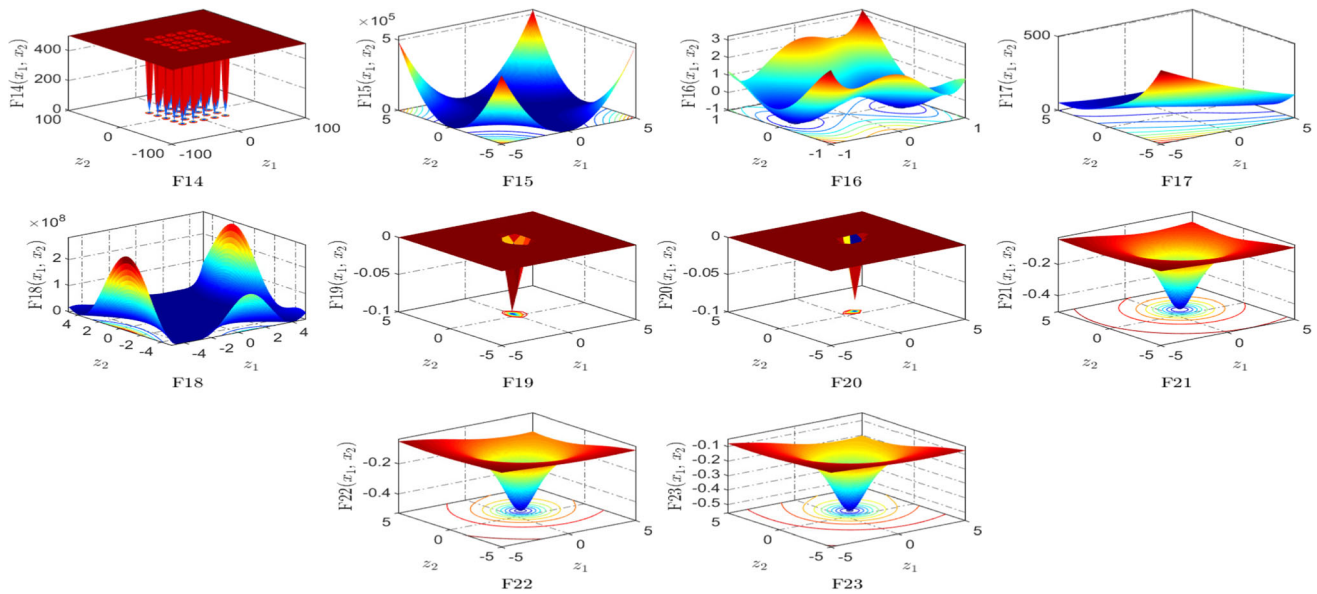 F14(x1, x2)
400
200
0
100
0
-100
-100
0
100
z2
z1
F14
×10^5
F15(x1, x2)
5
0
5
0
-5
-5
0
5
z2
z1
F15
F16(x1, x2)
3
2
1
0
-1
1
0
-1
-1
0
1
z2
z1
F16
F17(x1, x2)
500
0
5
0
-5
-5
0
5
z2
z1
F17
×10^8
F18(x1, x2)
2
1
0
4
2
0
-2
-4
-4
-2
0
2
4
z2
z1
F18
F19(x1, x2)
0
-0.05
-0.1
5
0
-5
-5
0
5
z2
z1
F19
F20(x1, x2)
0
-0.05
-0.1
5
0
-5
-5
0
5
z2
z1
F20
F21(x1, x2)
-0.2
-0.4
5
0
-5
-5
0
5
z2
z1
F21
F22(x1, x2)
-0.2
-0.4
5
0
-5
-5
0
5
z2
z1
F22
F23(x1, x2)
-0.1
-0.2
-0.3
-0.4
-0.5
5
0
-5
-5
0
5
z2
z1
F23